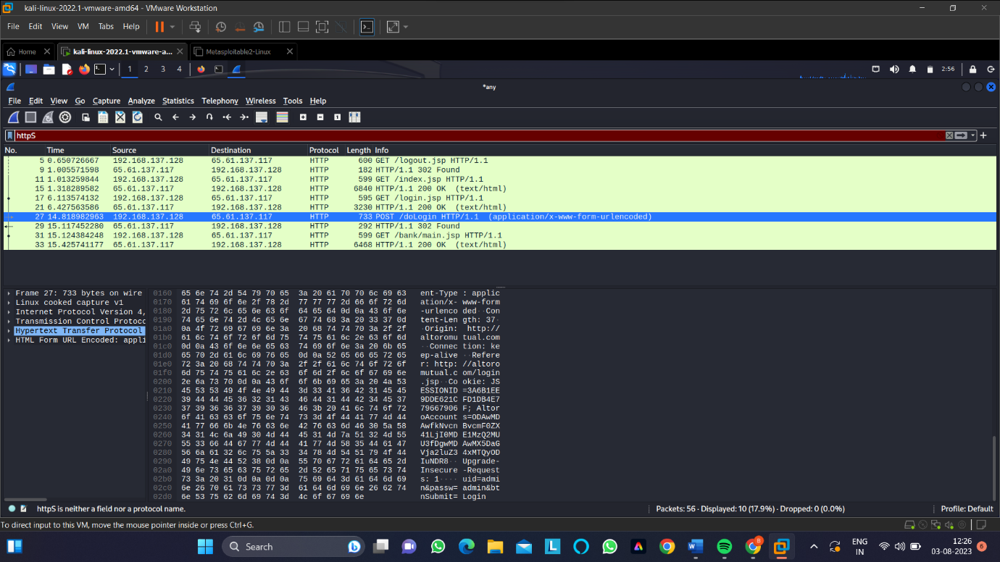 kali-linux-2022.1-vmware-amd64 - VMware Workstation
File Edit View VM Tabs Help
Home kali-linux-2022.1-vmware-a... Metasploitable2-Linux
1 2 3 4 2:56
*any
File Edit View Go Capture Analyze Statistics Telephony Wireless Tools Help
httpS
No. Time Source Destination Protocol Length Info
5 0.650726667 192.168.137.128 65.61.137.117 HTTP 600 GET /logout.jsp HTTP/1.1
9 1.005571598 65.61.137.117 192.168.137.128 HTTP 182 HTTP/1.1 302 Found
11 1.013259844 192.168.137.128 65.61.137.117 HTTP 599 GET /index.jsp HTTP/1.1
15 1.318289582 65.61.137.117 192.168.137.128 HTTP 6840 HTTP/1.1 200 OK (text/html)
17 6.113574132 192.168.137.128 65.61.137.117 HTTP 595 GET /login.jsp HTTP/1.1
21 6.427563586 65.61.137.117 192.168.137.128 HTTP 3230 HTTP/1.1 200 OK (text/html)
27 14.818982963 192.168.137.128 65.61.137.117 HTTP 733 POST /doLogin HTTP/1.1 (application/x-www-form-urlencoded)
29 15.117452280 65.61.137.117 192.168.137.128 HTTP 292 HTTP/1.1 302 Found
31 15.124384248 192.168.137.128 65.61.137.117 HTTP 599 GET /bank/main.jsp HTTP/1.1
33 15.425741177 65.61.137.117 192.168.137.128 HTTP 6468 HTTP/1.1 200 OK (text/html)
Frame 27: 733 bytes on wire
Linux cooked capture v1
Internet Protocol Version 4,
Transmission Control Protoco
Hypertext Transfer Protocol
HTML Form URL Encoded: appli
0160 65 6e 74 2d 54 79 70 65 3a 20 61 70 70 6c 69 63 ent-Type : applic
0170 61 74 69 6f 6e 2f 78 2d 77 77 77 2d 66 6f 72 6d ation/x- www-form
0180 2d 75 72 6c 65 6e 63 6f 64 65 64 0d 0a 43 6f 6e -urlenco ded··Con
0190 74 65 6e 74 2d 4c 65 6e 67 74 68 3a 20 33 37 0d tent-Len gth: 37·
01a0 0a 4f 72 69 67 69 6e 3a 20 68 74 74 70 3a 2f 2f ·Origin: http://
01b0 61 6c 74 6f 72 6f 6d 75 74 75 61 6c 2e 63 6f 6d altoromu tual.com
01c0 0d 0a 43 6f 6e 6e 65 63 74 69 6f 6e 3a 20 6b 65 ··Connec tion: ke
01d0 65 70 2d 61 6c 69 76 65 0d 0a 52 65 66 65 72 65 ep-alive ··Refere
01e0 72 3a 20 68 74 74 70 3a 2f 2f 61 6c 74 6f 72 6f r: http: //altoro
01f0 6d 75 74 75 61 6c 2e 63 6f 6d 2f 6c 6f 67 69 6e mutual.c om/login
0200 2e 6a 73 70 0d 0a 43 6f 6f 6b 69 65 3a 20 4a 53 .jsp··Co okie: JS
0210 45 53 53 49 4f 4e 49 44 3d 33 41 36 42 31 45 45 ESSIONID =3A6B1EE
0220 39 44 44 45 36 32 31 43 46 44 31 44 42 34 45 37 9DDE621C FD1DB4E7
0230 37 39 36 36 37 39 30 36 46 3b 20 41 6c 74 6f 72 79667906 F; Altor
0240 6f 41 63 63 6f 75 6e 74 73 3d 4f 44 41 77 4d 44 oAccount s=ODAwMD
0250 41 77 66 6b 4e 76 63 6e 42 76 63 6d 46 30 5a 58 AwfkNvcn BvcmF0ZX
0260 34 31 4c 6a 49 30 4d 44 45 31 4d 7a 51 32 4d 55 41LjI0MD E1MzQ2MU
0270 55 33 66 44 67 77 4d 44 41 77 4d 58 35 44 61 47 U3fDgwMD AwMX5DaG
0280 56 6a 61 32 6c 75 5a 33 34 78 4d 54 51 79 4f 44 Vja2luZ3 4xMTQyOD
0290 49 75 4e 44 52 38 0d 0a 55 70 67 72 61 64 65 2d IuNDR8·· Upgrade-
02a0 49 6e 73 65 63 75 72 65 2d 52 65 71 75 65 73 74 Insecure -Request
02b0 73 3a 20 31 0d 0a 0d 0a 75 69 64 3d 61 64 6d 69 s: 1···· uid=admi
02c0 6e 26 70 61 73 73 77 3d 61 64 6d 69 6e 26 62 74 n&passw= admin&bt
02d0 6e 53 75 62 6d 69 74 3d 4c 6f 67 69 6e nSubmit= Login
httpS is neither a field nor a protocol name. Packets: 56 · Displayed: 10 (17.9%) · Dropped: 0 (0.0%) Profile: Default
To direct input to this VM, move the mouse pointer inside or press Ctrl+G.
Search 8 ENG IN 12:26 03-08-2023 6